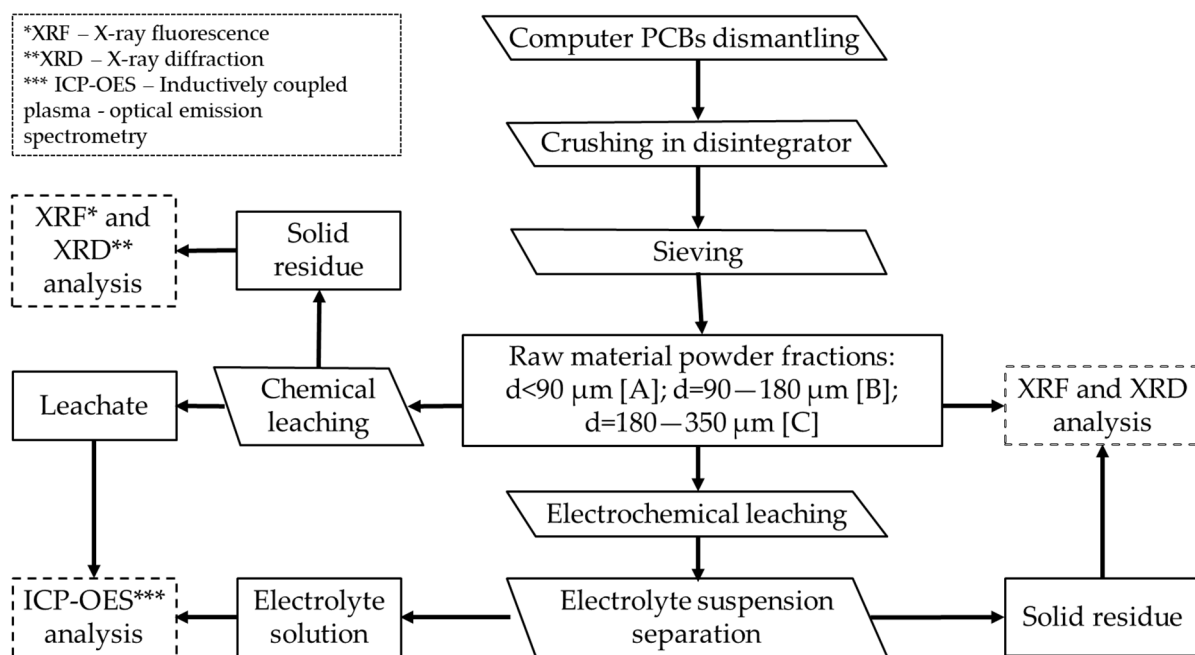 *XRF – X-ray fluorescence
**XRD – X-ray diffraction
*** ICP-OES – Inductively coupled
plasma - optical emission
spectrometry
Computer PCBs dismantling
Crushing in disintegrator
Sieving
XRF* and
XRD**
analysis
Solid
residue
Raw material powder fractions:
d<90 μm [A]; d=90—180 μm [B];
d=180—350 μm [C]
Leachate
Chemical
leaching
XRF and XRD
analysis
Electrochemical leaching
ICP-OES***
analysis
Electrolyte
solution
Electrolyte suspension
separation
Solid residue